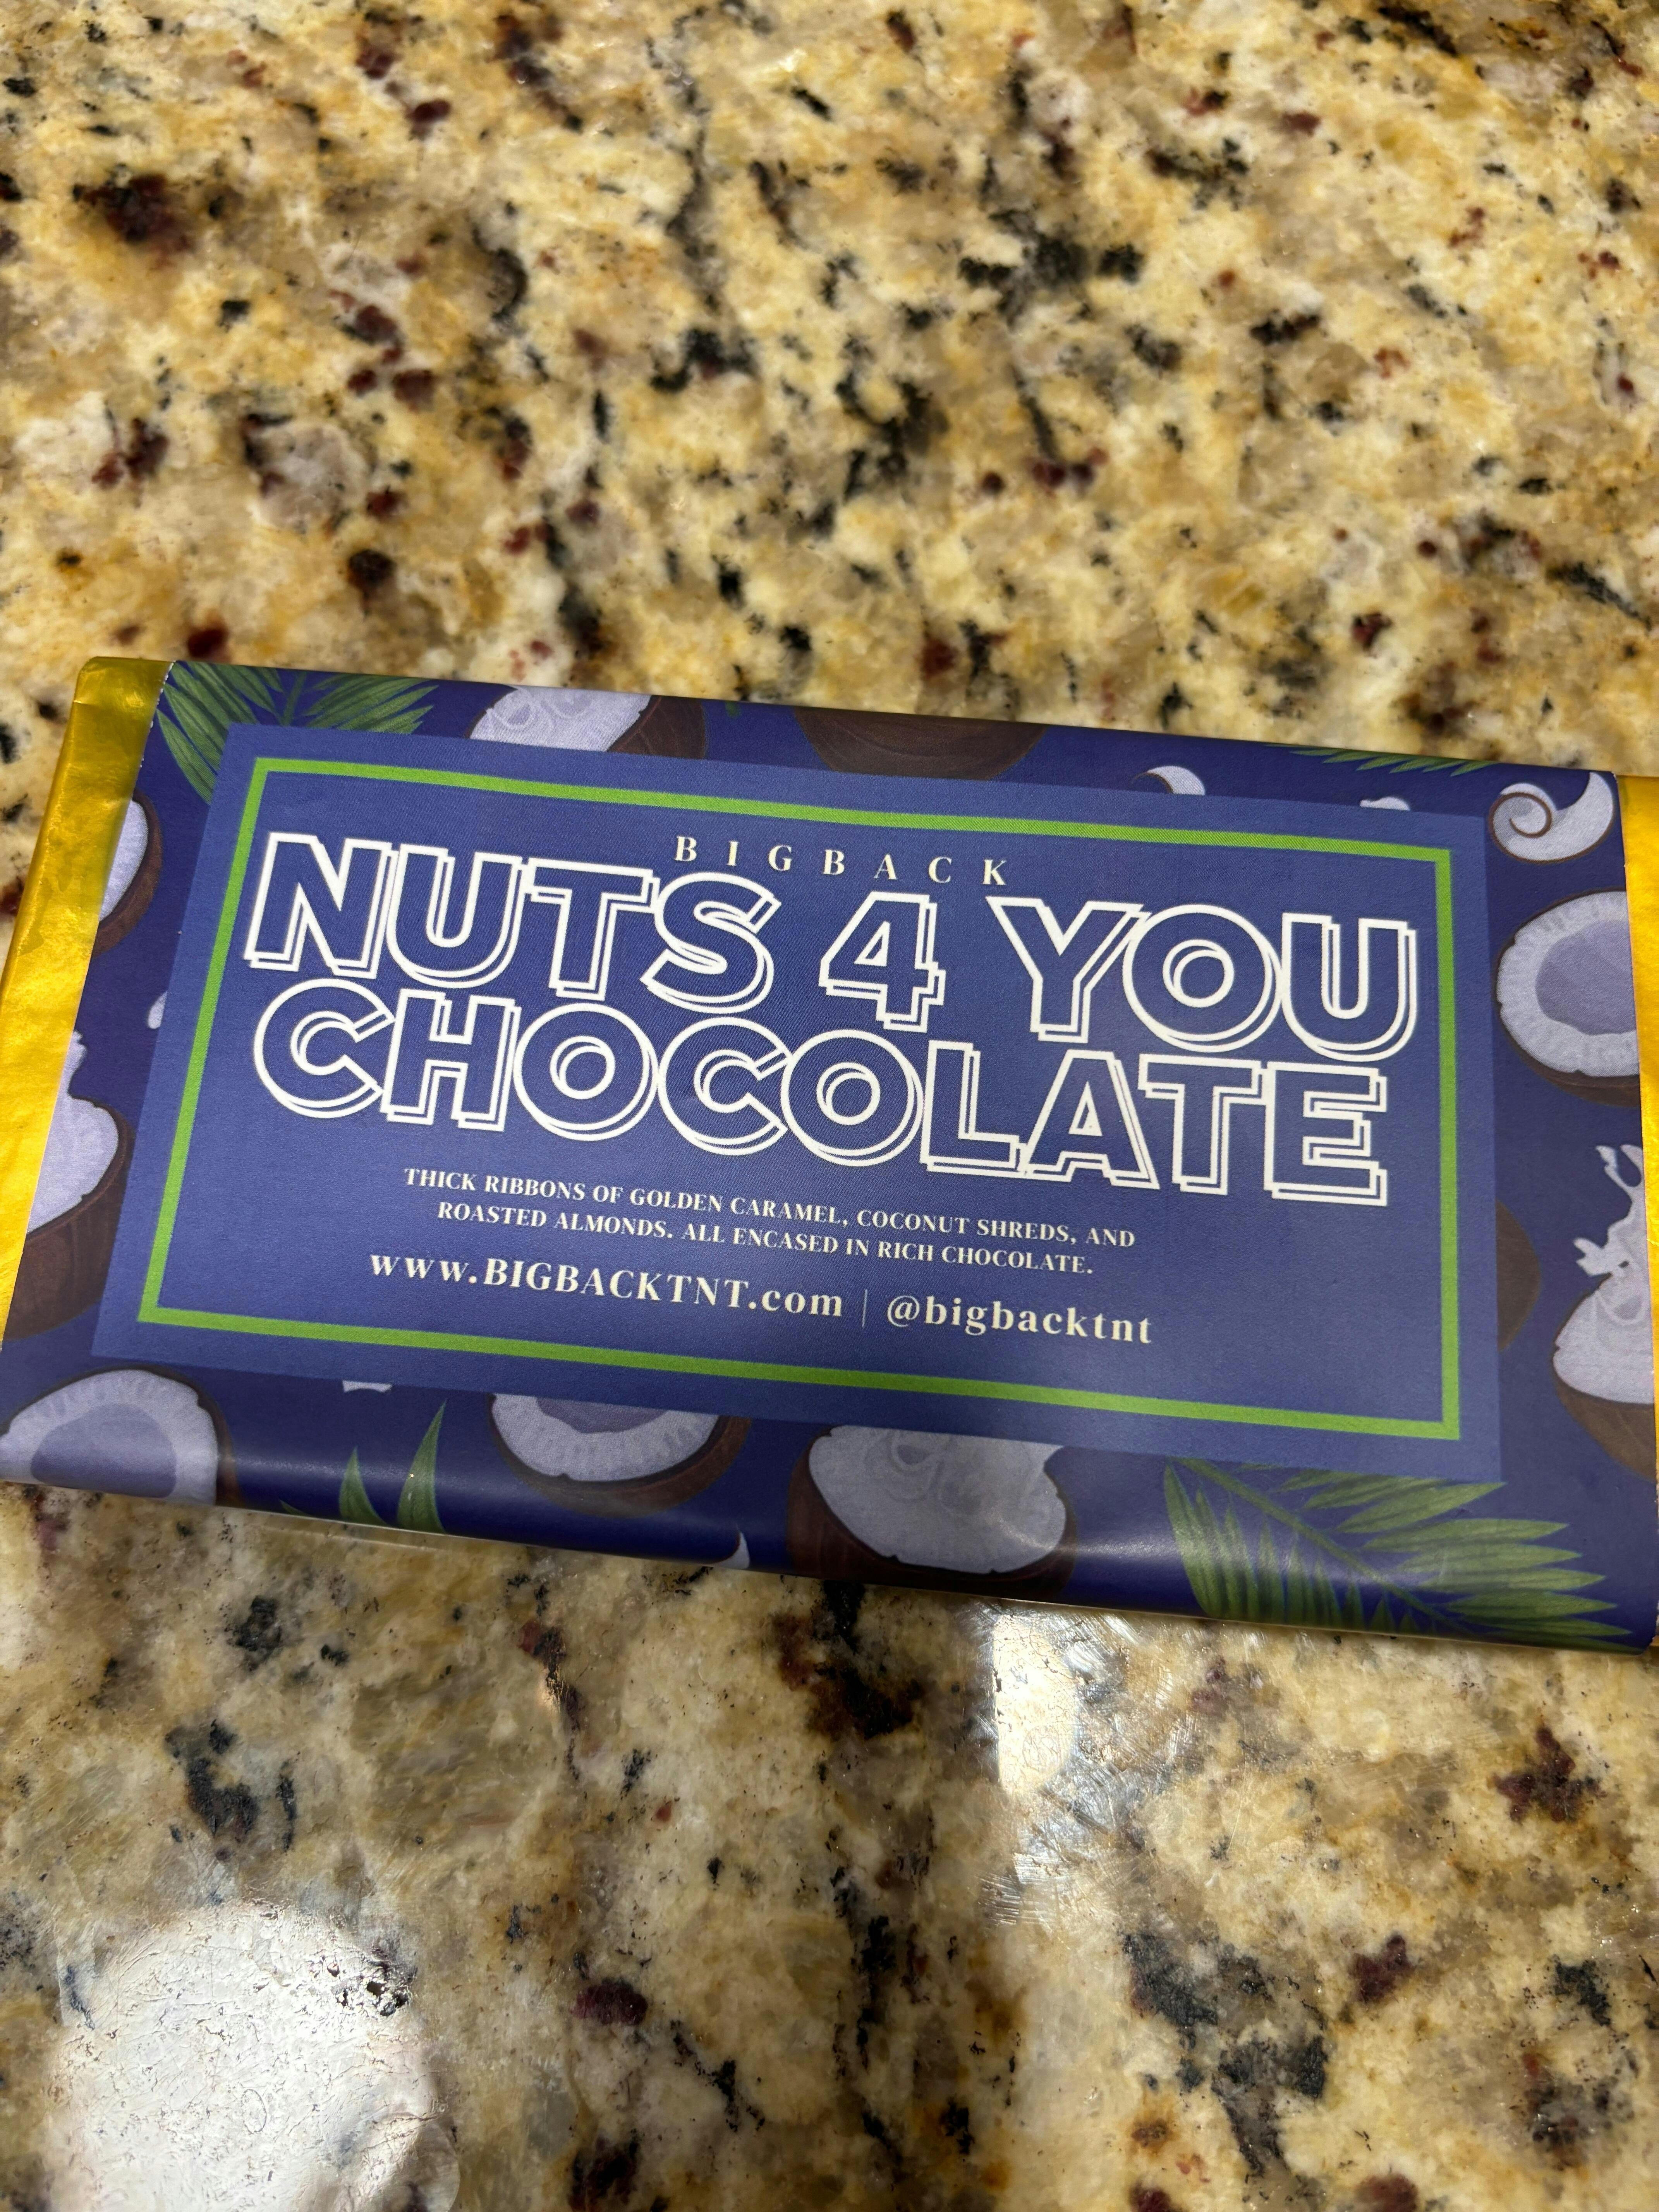 BIGBACK
NUTS 4 YOU
CHOCOLATE
THICK RIBBONS OF GOLDEN CARAMEL, COCONUT SHREDS, AND
ROASTED ALMONDS. ALL ENCASED IN RICH CHOCOLATE.
www.BIGBACKTNT.com | @bigbacktnt